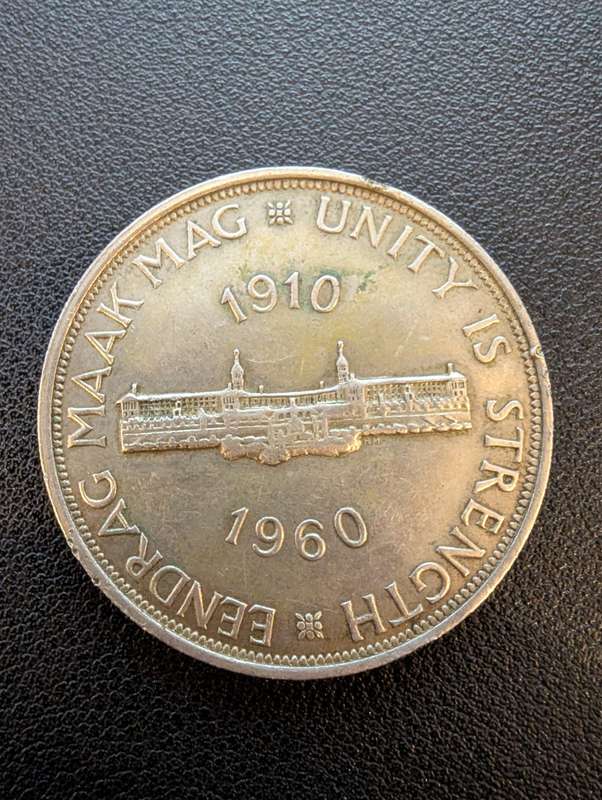 EENDRAG MAAK MAG
UNITY IS STRENGTH
1910
1960